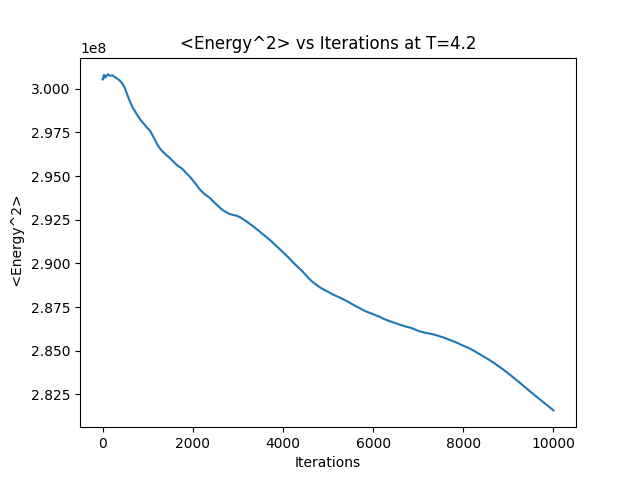 <Energy^2> vs Iterations at T=4.2
1e8
3.000
2.975
2.950
2.925
2.900
2.875
2.850
2.825
<Energy^2>
0 2000 4000 6000 8000 10000
Iterations